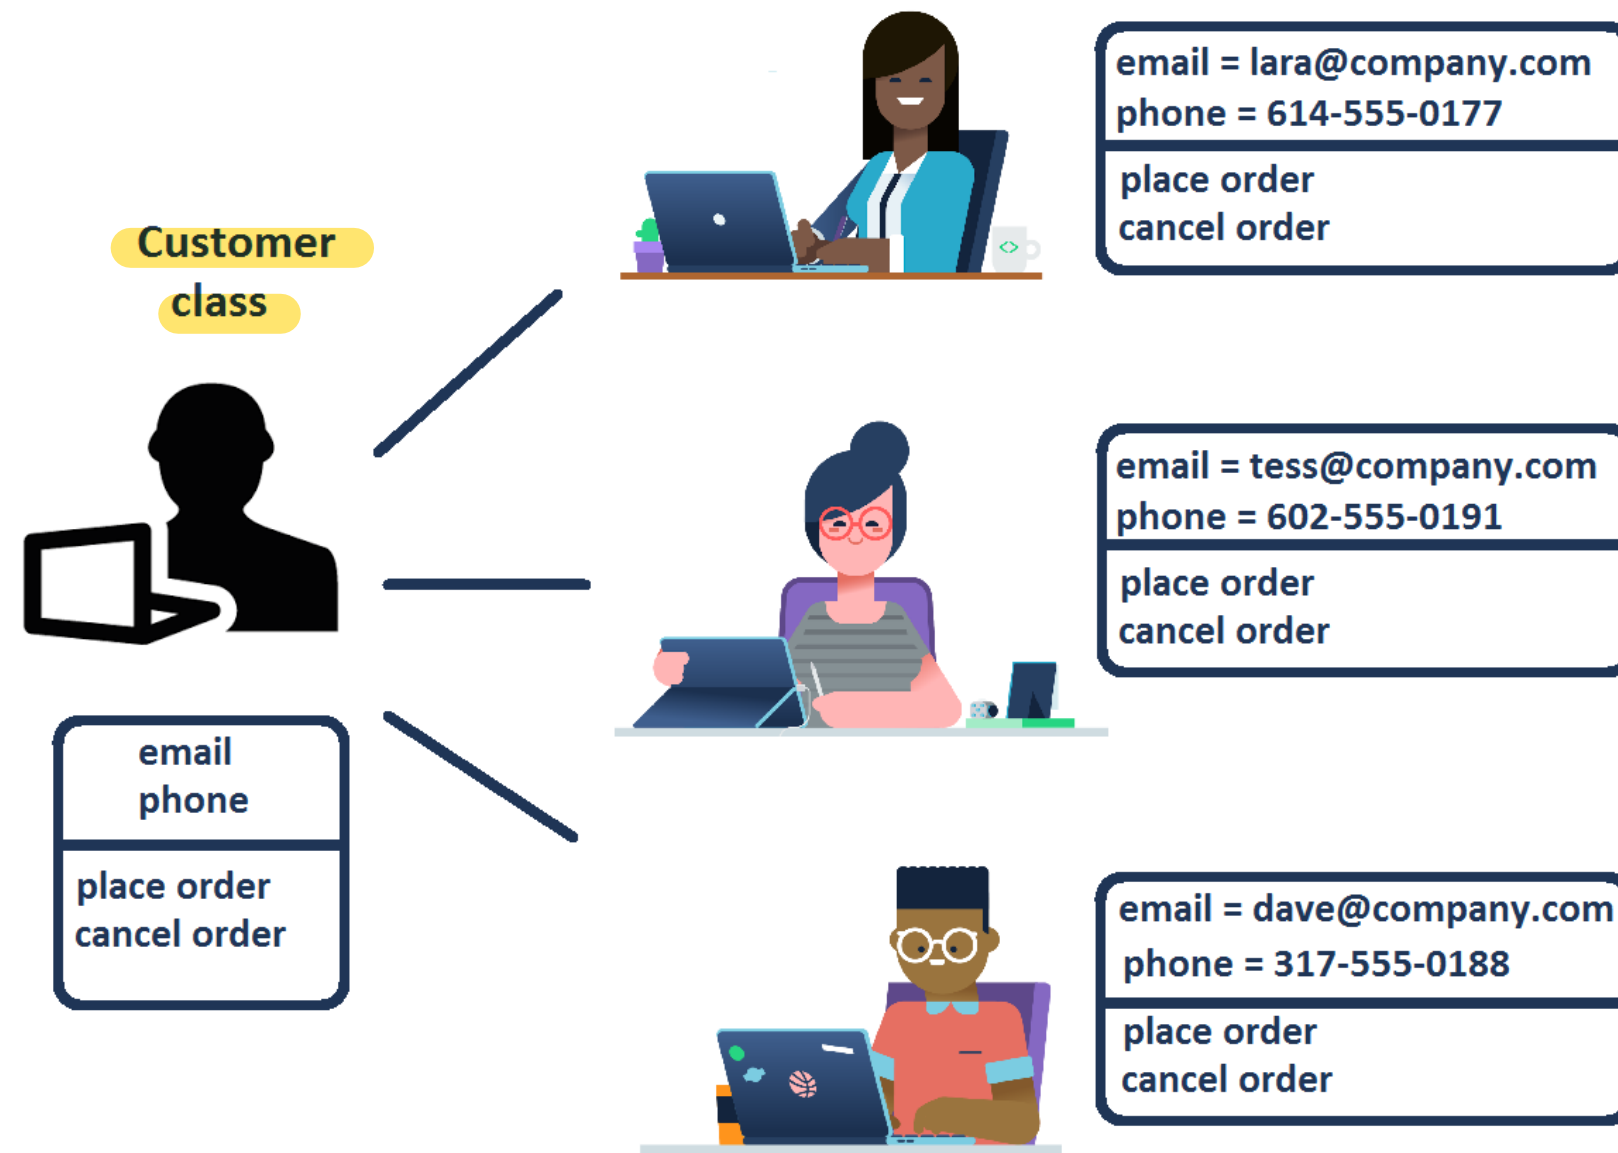 Customer
class
email
phone
place order
cancel order
email = lara@company.com
phone = 614-555-0177
place order
cancel order
email = tess@company.com
phone = 602-555-0191
place order
cancel order
email = dave@company.com
phone = 317-555-0188
place order
cancel order